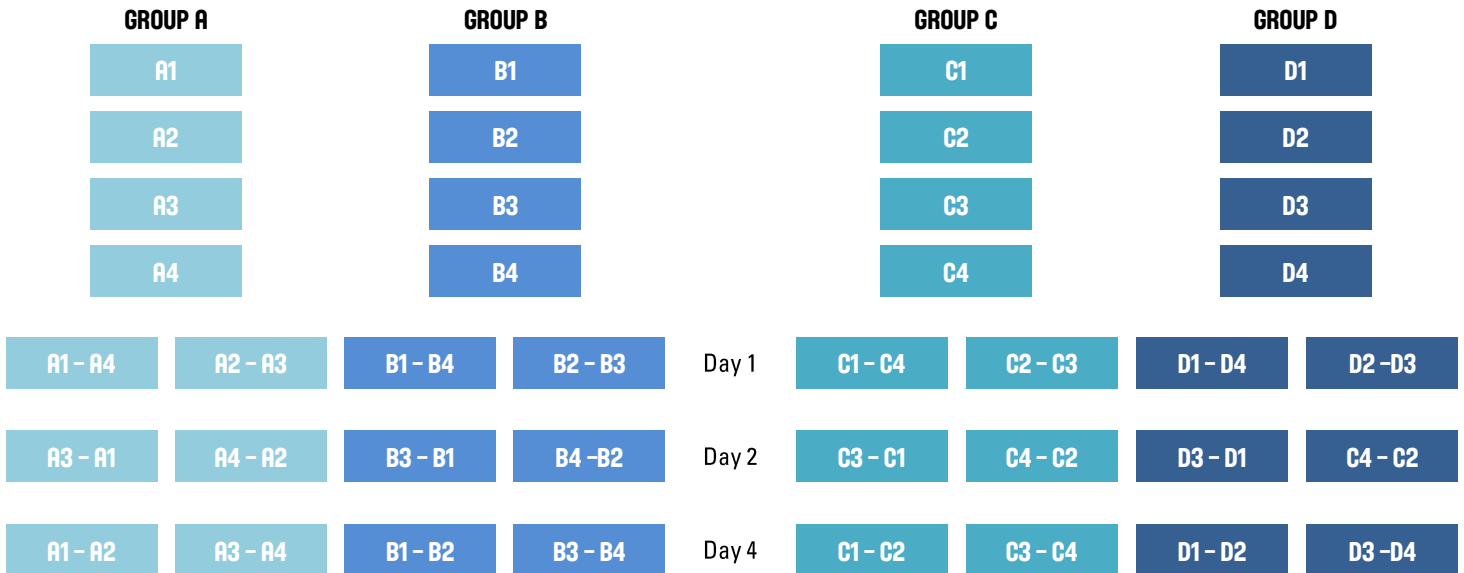 GROUP A GROUP B GROUP C GROUP D
A1 B1 C1 D1
A2 B2 C2 D2
A3 B3 C3 D3
A4 B4 C4 D4
A1 – A4 A2 – A3 B1 – B4 B2 – B3 Day 1 C1 – C4 C2 – C3 D1 – D4 D2 –D3
A3 – A1 A4 – A2 B3 – B1 B4 –B2 Day 2 C3 – C1 C4 – C2 D3 – D1 C4 – C2
A1 – A2 A3 – A4 B1 – B2 B3 – B4 Day 4 C1 – C2 C3 – C4 D1 – D2 D3 –D4